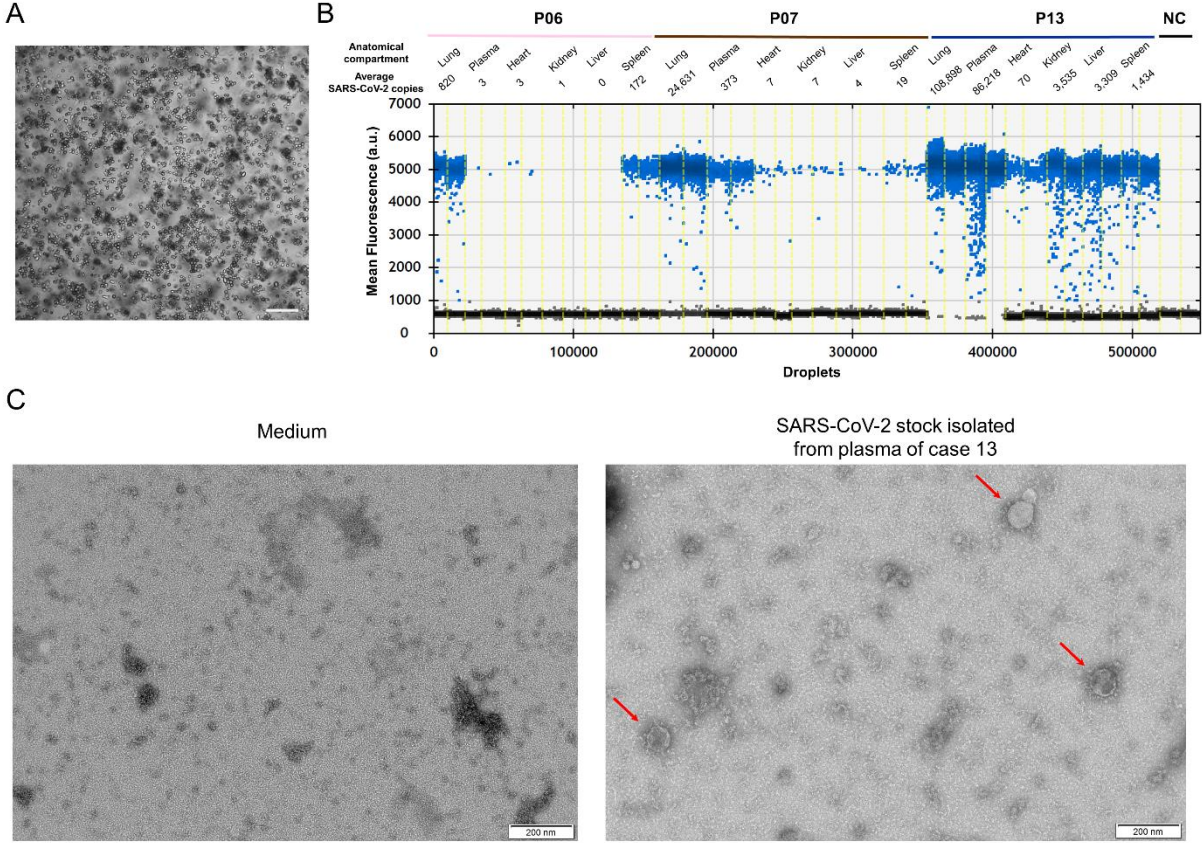 A
B
P06 P07 P13 NC
Anatomical
compartment
Lung Plasma Heart Kidney Liver Spleen Lung Plasma Heart Kidney Liver Spleen Lung Plasma Heart Kidney Liver Spleen
Average
SARS-CoV-2 copies
820 3 3 1 0 172 24,631 373 7 7 4 19 108,898 86,218 70 3,535 3,309 1,434
7000
6000
5000
4000
3000
2000
1000
0
Mean Fluorescence (a.u.)
0 100000 200000 300000 400000 500000
Droplets
C
Medium
SARS-CoV-2 stock isolated
from plasma of case 13
200 nm
200 nm